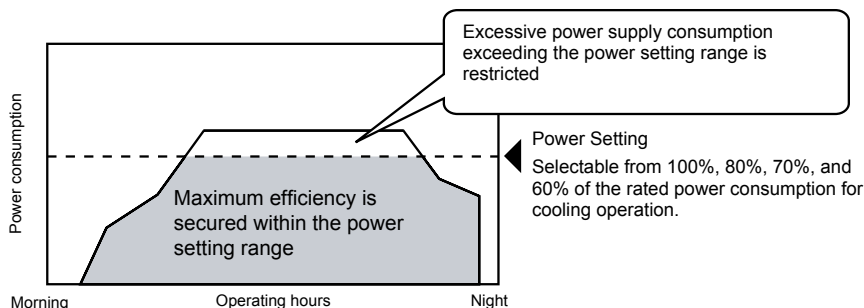 Excessive power supply consumption
exceeding the power setting range is
restricted
Power consumption
Power Setting
Selectable from 100%, 80%, 70%, and
60% of the rated power consumption for
cooling operation.
Maximum efficiency is
secured within the power
setting range
Morning
Operating hours
Night